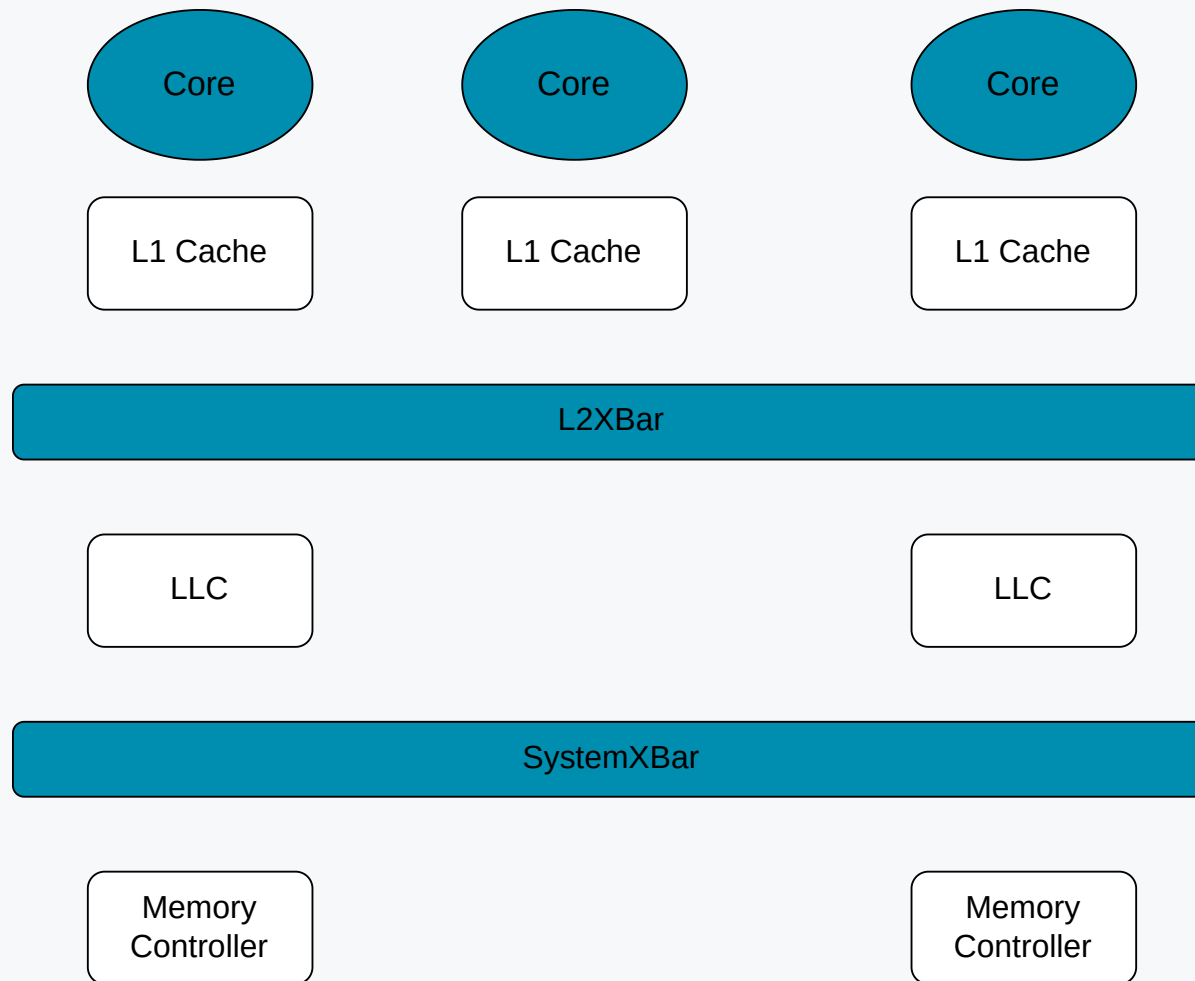 Core
Core
Core
L1 Cache
L1 Cache
L1 Cache
L2XBar
LLC
LLC
SystemXBar
Memory
Controller
Memory
Controller